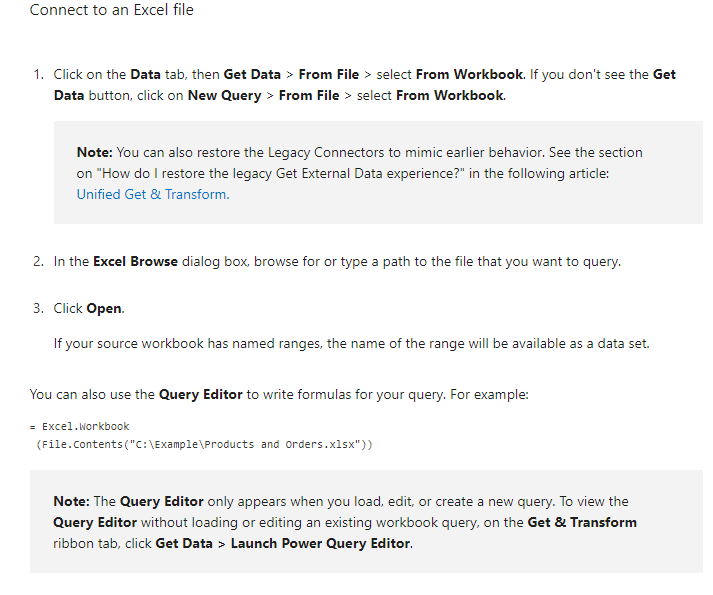 Connect to an Excel file
1. Click on the Data tab, then Get Data > From File > select From Workbook. If you don't see the Get
Data button, click on New Query > From File > select From Workbook.
Note: You can also restore the Legacy Connectors to mimic earlier behavior. See the section
on "How do I restore the legacy Get External Data experience?" in the following article:
Unified Get & Transform.
2. In the Excel Browse dialog box, browse for or type a path to the file that you want to query.
3. Click Open.
If your source workbook has named ranges, the name of the range will be available as a data set.
You can also use the Query Editor to write formulas for your query. For example:
= Excel.Workbook
(File.Contents("C:\Example\Products and Orders.xlsx"))
Note: The Query Editor only appears when you load, edit, or create a new query. To view the
Query Editor without loading or editing an existing workbook query, on the Get & Transform
ribbon tab, click Get Data > Launch Power Query Editor.